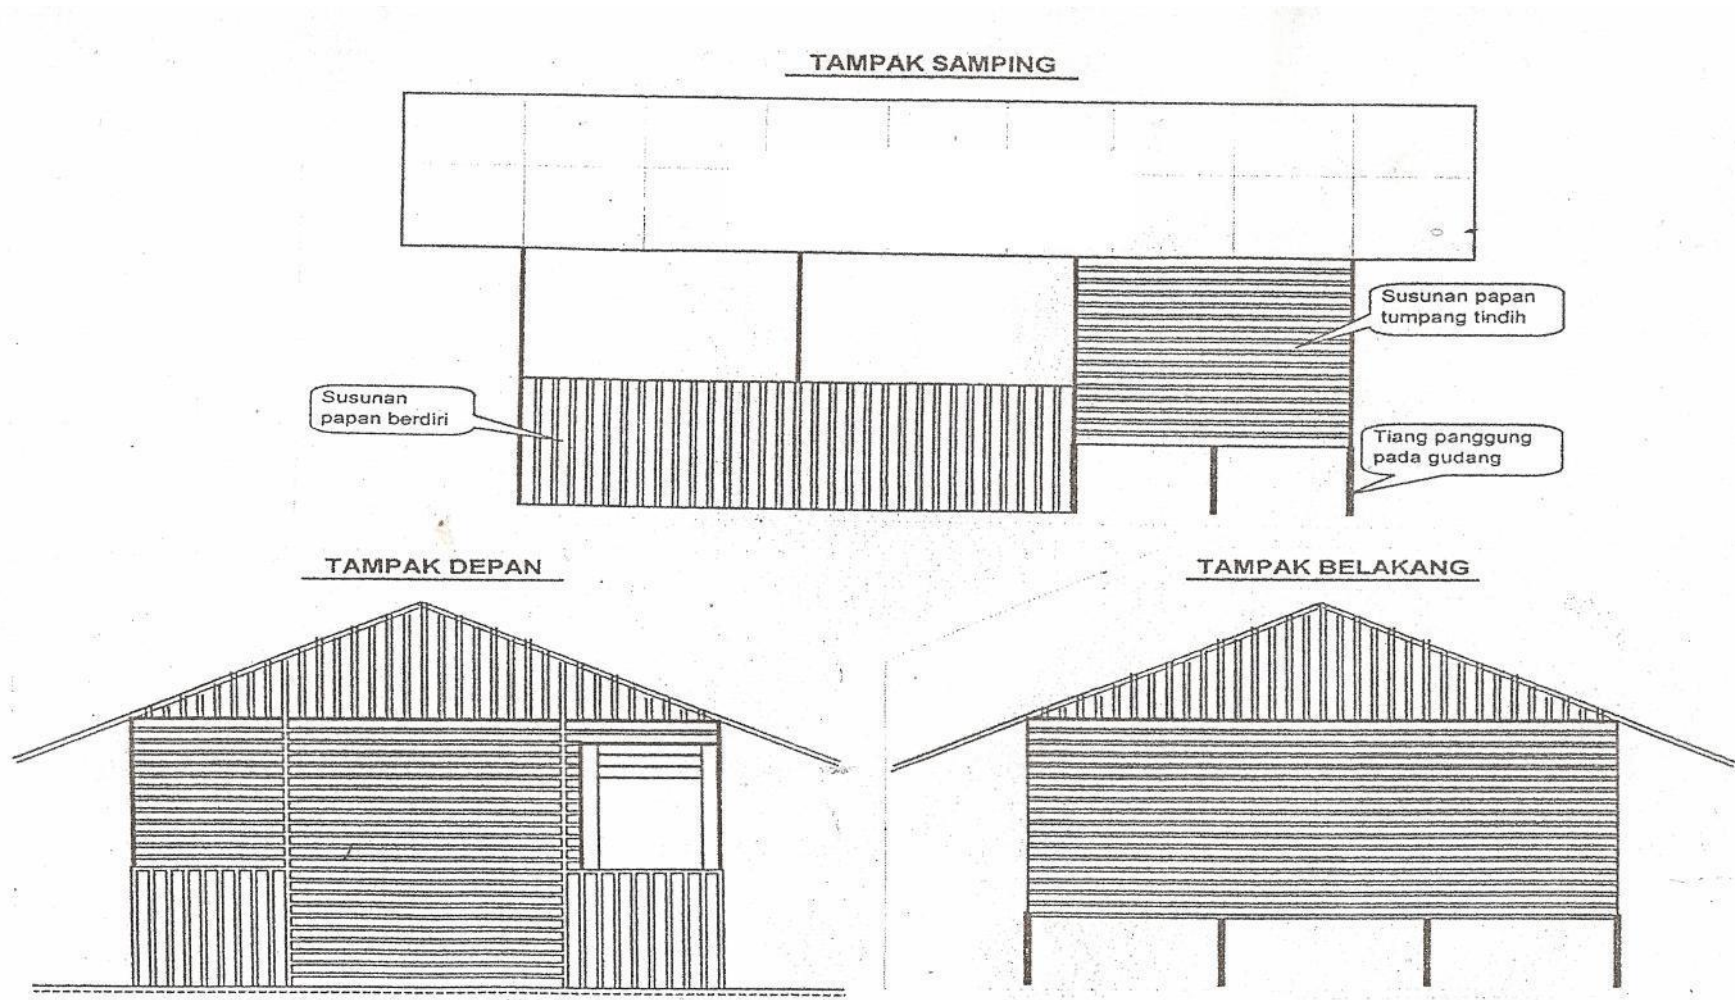 TAMPAK SAMPING
Susunan papan
tumpang tindih
Susunan
papan berdiri
Tiang panggung
pada gudang
TAMPAK DEPAN
TAMPAK BELAKANG